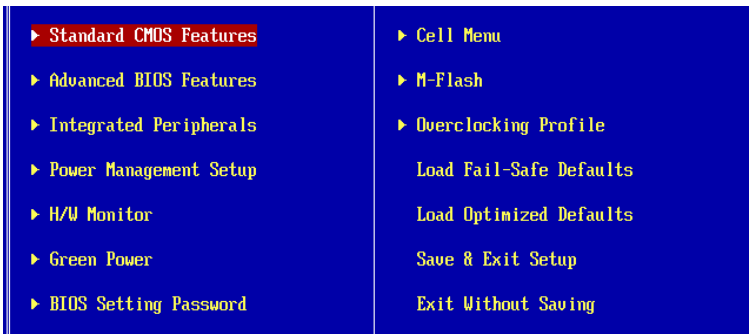 Standard CMOS Features
Advanced BIOS Features
Integrated Peripherals
Power Management Setup
H/W Monitor
Green Power
BIOS Setting Password
Cell Menu
M-Flash
Overclocking Profile
Load Fail-Safe Defaults
Load Optimized Defaults
Save & Exit Setup
Exit Without Saving